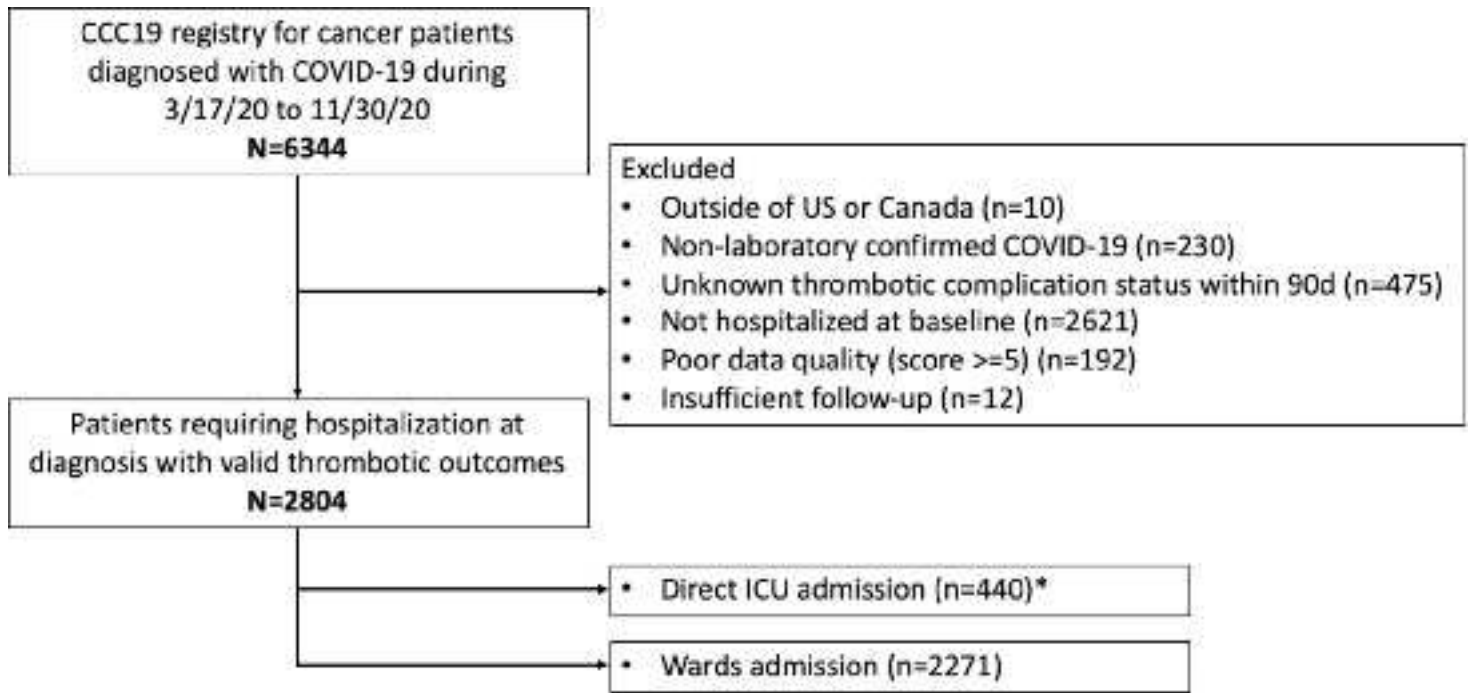 CCC19 registry for cancer patients
diagnosed with COVID-19 during
3/17/20 to 11/30/20
N=6344
Excluded
• Outside of US or Canada (n=10)
• Non-laboratory confirmed COVID-19 (n=230)
• Unknown thrombotic complication status within 90d (n=475)
• Not hospitalized at baseline (n=2621)
• Poor data quality (score >=5) (n=192)
• Insufficient follow-up (n=12)
Patients requiring hospitalization at
diagnosis with valid thrombotic outcomes
N=2804
• Direct ICU admission (n=440)*
• Wards admission (n=2271)